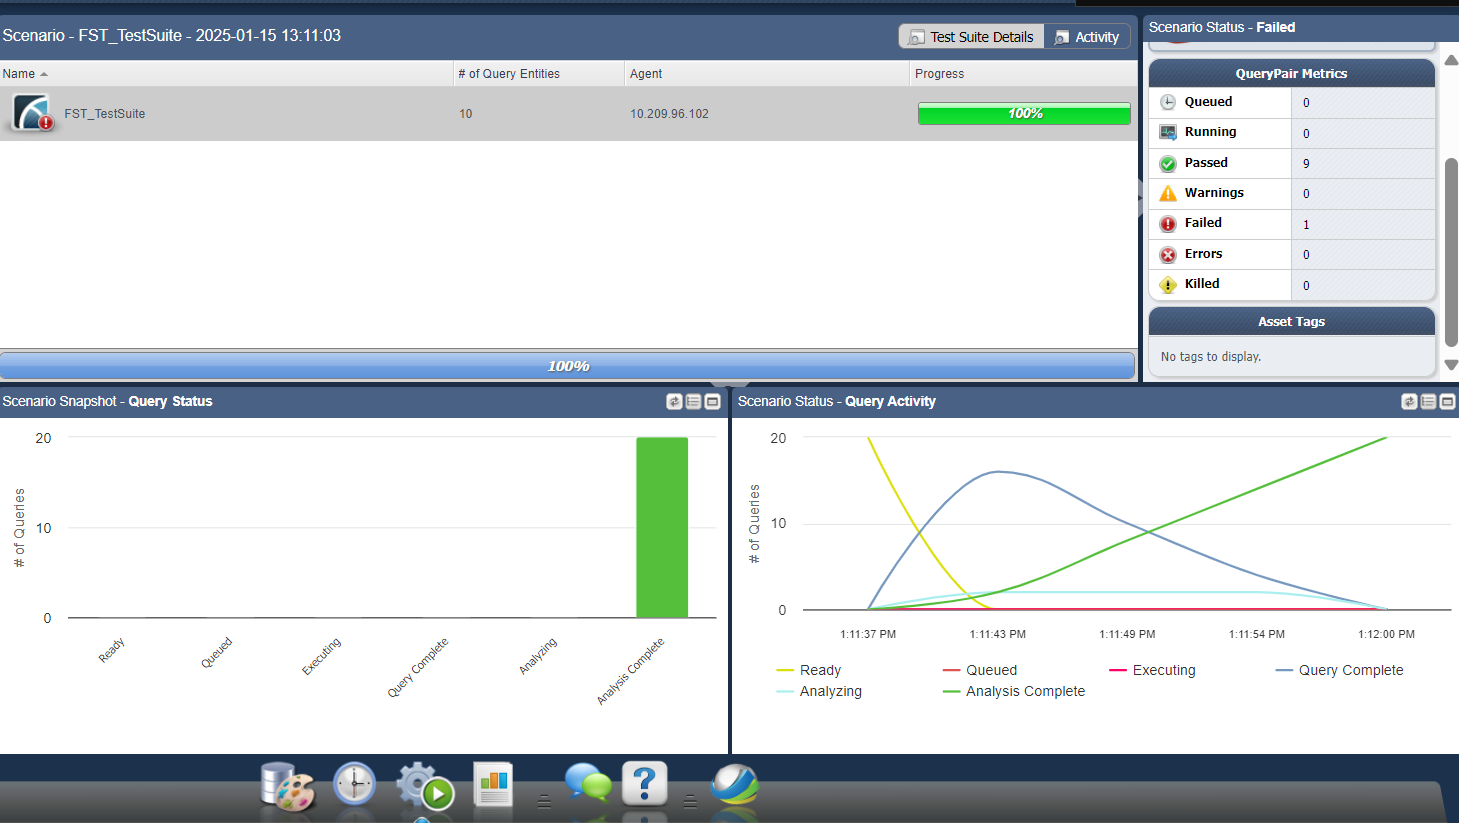 Scenario - FST_TestSuite - 2025-01-15 13:11:03
Test Suite Details
Activity
Name
# of Query Entities
Agent
Progress
FST_TestSuite
10
10.209.96.102
100%
100%
Scenario Status - Failed
QueryPair Metrics
Queued 0
Running 0
Passed 9
Warnings 0
Failed 1
Errors 0
Killed 0
Asset Tags
No tags to display.
Scenario Snapshot - Query Status
# of Queries
20
10
0
Ready
Queued
Executing
Query Complete
Analyzing
Analysis Complete
Scenario Status - Query Activity
# of Queries
20
10
0
1:11:37 PM
1:11:43 PM
1:11:49 PM
1:11:54 PM
1:12:00 PM
Ready
Queued
Executing
Query Complete
Analyzing
Analysis Complete
?